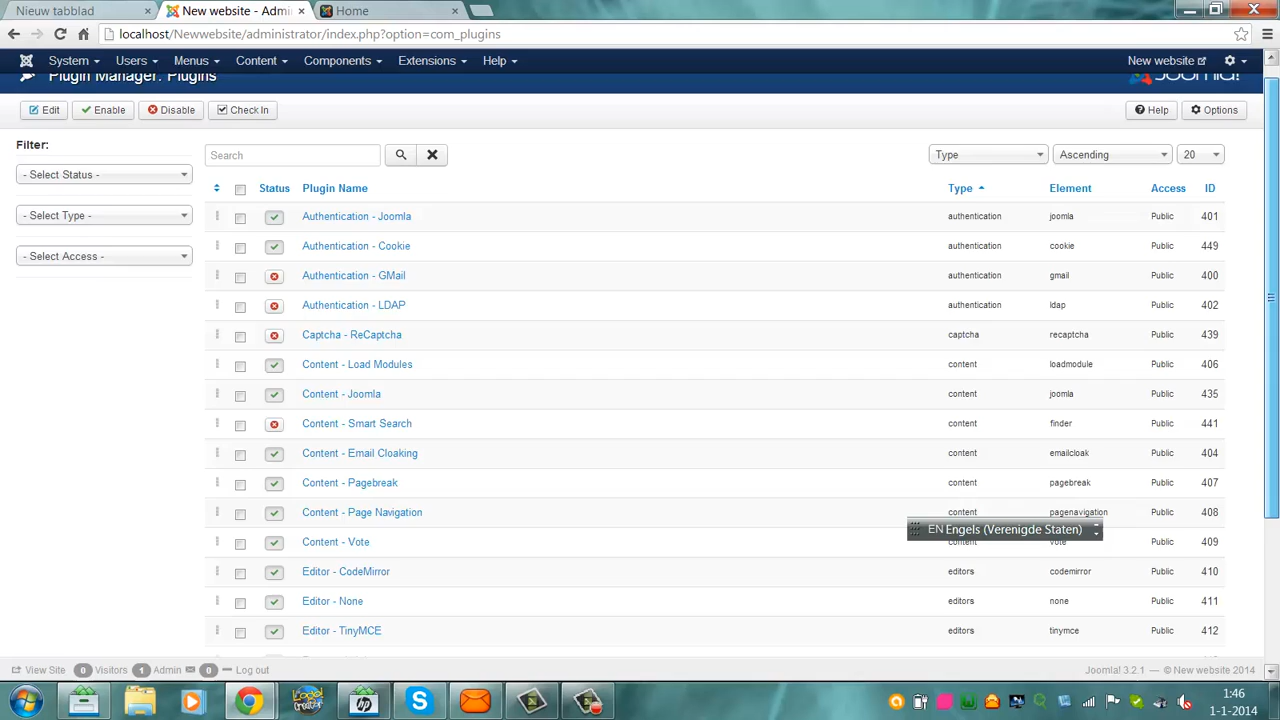 Nieuw tabblad
New website - Admi
Home
localhost/Newwebsite/administrator/index.php?option=com_plugins
System Users Menus Content Components Extensions Help New website
Plugin Manager: Plugins Joomla!
Edit Enable Disable Check In Help Options
Filter:
- Select Status -
- Select Type -
- Select Access -
Search Type Ascending 20
Status Plugin Name Type Element Access ID
Authentication - Joomla authentication joomla Public 401
Authentication - Cookie authentication cookie Public 449
Authentication - GMail authentication gmail Public 400
Authentication - LDAP authentication ldap Public 402
Captcha - ReCaptcha captcha recaptcha Public 439
Content - Load Modules content loadmodule Public 406
Content - Joomla content joomla Public 435
Content - Smart Search content finder Public 441
Content - Email Cloaking content emailcloak Public 404
Content - Pagebreak content pagebreak Public 407
Content - Page Navigation content pagenavigation Public 408
EN Engels (Verenigde Staten)
Content - Vote content vote Public 409
Editor - CodeMirror editors codemirror Public 410
Editor - None editors none Public 411
Editor - TinyMCE editors tinymce Public 412
View Site 0 Visitors 1 Admin 0 Log out Joomla! 3.2.1 — © New website 2014
hp
1:46
1-1-2014